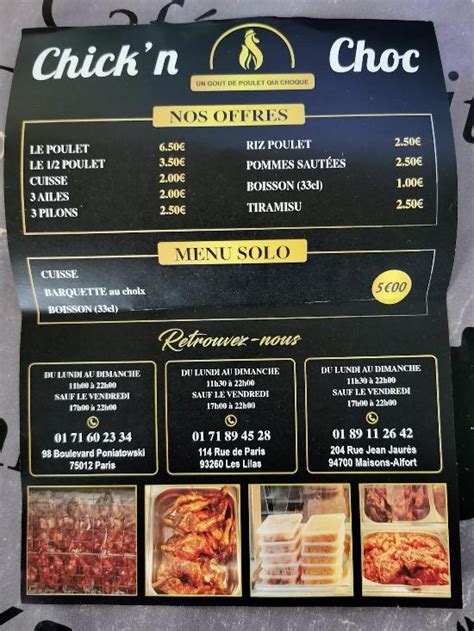 Chick'n Choc
UN GOUT DE POULET QUI CHOQUE
NOS OFFRES
LE POULET 6.50€
LE 1/2 POULET 3.50€
CUISSE 2.00€
3 AILES 2.00€
3 PILONS 2.50€
RIZ POULET 2.50€
POMMES SAUTÉES 2.50€
BOISSON (33cl) 1.00€
TIRAMISU 2.50€
MENU SOLO
CUISSE
BARQUETTE au choix
BOISSON (33cl)
5€00
Retrouvez-nous
DU LUNDI AU DIMANCHE
11h00 à 22h00
SAUF LE VENDREDI
17h00 à 22h00
01 71 60 23 34
98 Boulevard Poniatowski
75012 Paris
DU LUNDI AU DIMANCHE
11h30 à 22h00
SAUF LE VENDREDI
17h00 à 22h00
01 71 89 45 28
114 Rue de Paris
93260 Les Lilas
DU LUNDI AU DIMANCHE
11h30 à 22h00
SAUF LE VENDREDI
17h00 à 22h00
01 89 11 26 42
204 Rue Jean Jaurès
94700 Maisons-Alfort